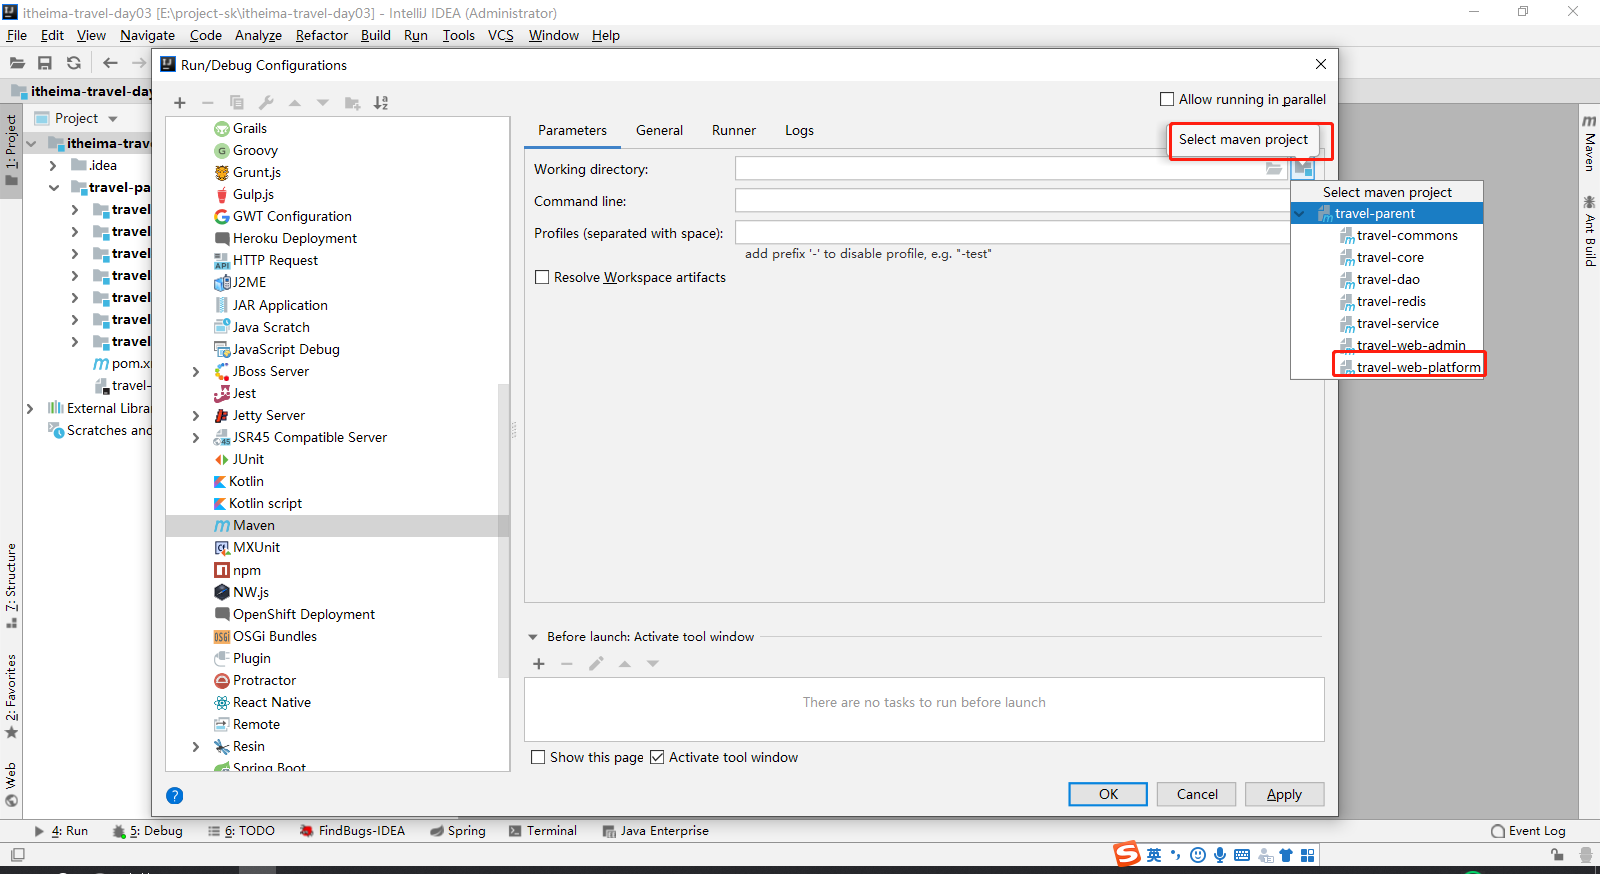 itheima-travel-day03 [E:\project-sk\itheima-travel-day03] - IntelliJ IDEA (Administrator)
File Edit View Navigate Code Analyze Refactor Build Run Tools VCS Window Help
Run/Debug Configurations
itheima-travel-day
Allow running in parallel
Project
1: Project
itheima-trave
.idea
travel-pa
travel
travel
travel
travel
travel
travel
travel
pom.x
travel-
External Libra
Scratches and
7: Structure
2: Favorites
Web
Grails
Groovy
Grunt.js
Gulp.js
GWT Configuration
Heroku Deployment
HTTP Request
J2ME
JAR Application
Java Scratch
JavaScript Debug
JBoss Server
Jest
Jetty Server
JSR45 Compatible Server
JUnit
Kotlin
Kotlin script
Maven
MXUnit
npm
NW.js
OpenShift Deployment
OSGi Bundles
Plugin
Protractor
React Native
Remote
Resin
Spring Boot
Parameters General Runner Logs
Select maven project
Working directory:
Command line:
Profiles (separated with space):
add prefix '-' to disable profile, e.g. "-test"
Resolve Workspace artifacts
Select maven project
travel-parent
travel-commons
travel-core
travel-dao
travel-redis
travel-service
travel-web-admin
travel-web-platform
Maven
Ant Build
Before launch: Activate tool window
There are no tasks to run before launch
Show this page Activate tool window
OK Cancel Apply
4: Run 5: Debug 6: TODO FindBugs-IDEA Spring Terminal Java Enterprise Event Log
S 英